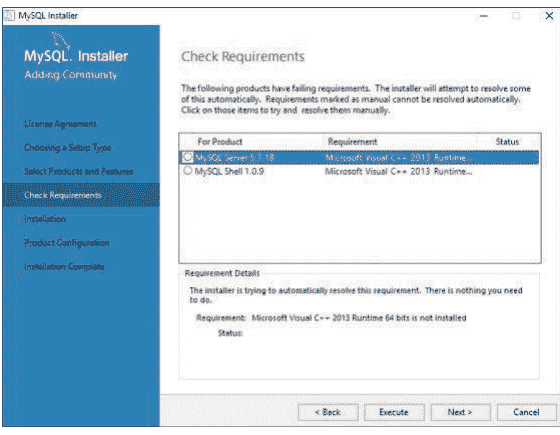 MySQL Installer
MySQL. Installer
Adding Community
License Agreement
Choosing a Setup Type
Select Products and Features
Check Requirements
Installation
Product Configuration
Installation Complete
Check Requirements
The following products have failing requirements. The installer will attempt to resolve some
of this automatically. Requirements marked as manual cannot be resolved automatically.
Click on those items to try and resolve them manually.
For Product Requirement Status
MySQL Server 5.7.18 Microsoft Visual C++ 2013 Runtime...
MySQL Shell 1.0.9 Microsoft Visual C++ 2013 Runtime...
Requirement Details
The installer is trying to automatically resolve this requirement. There is nothing you need
to do.
Requirement: Microsoft Visual C++ 2013 Runtime 64 bits is not installed
Status:
< Back Execute Next > Cancel